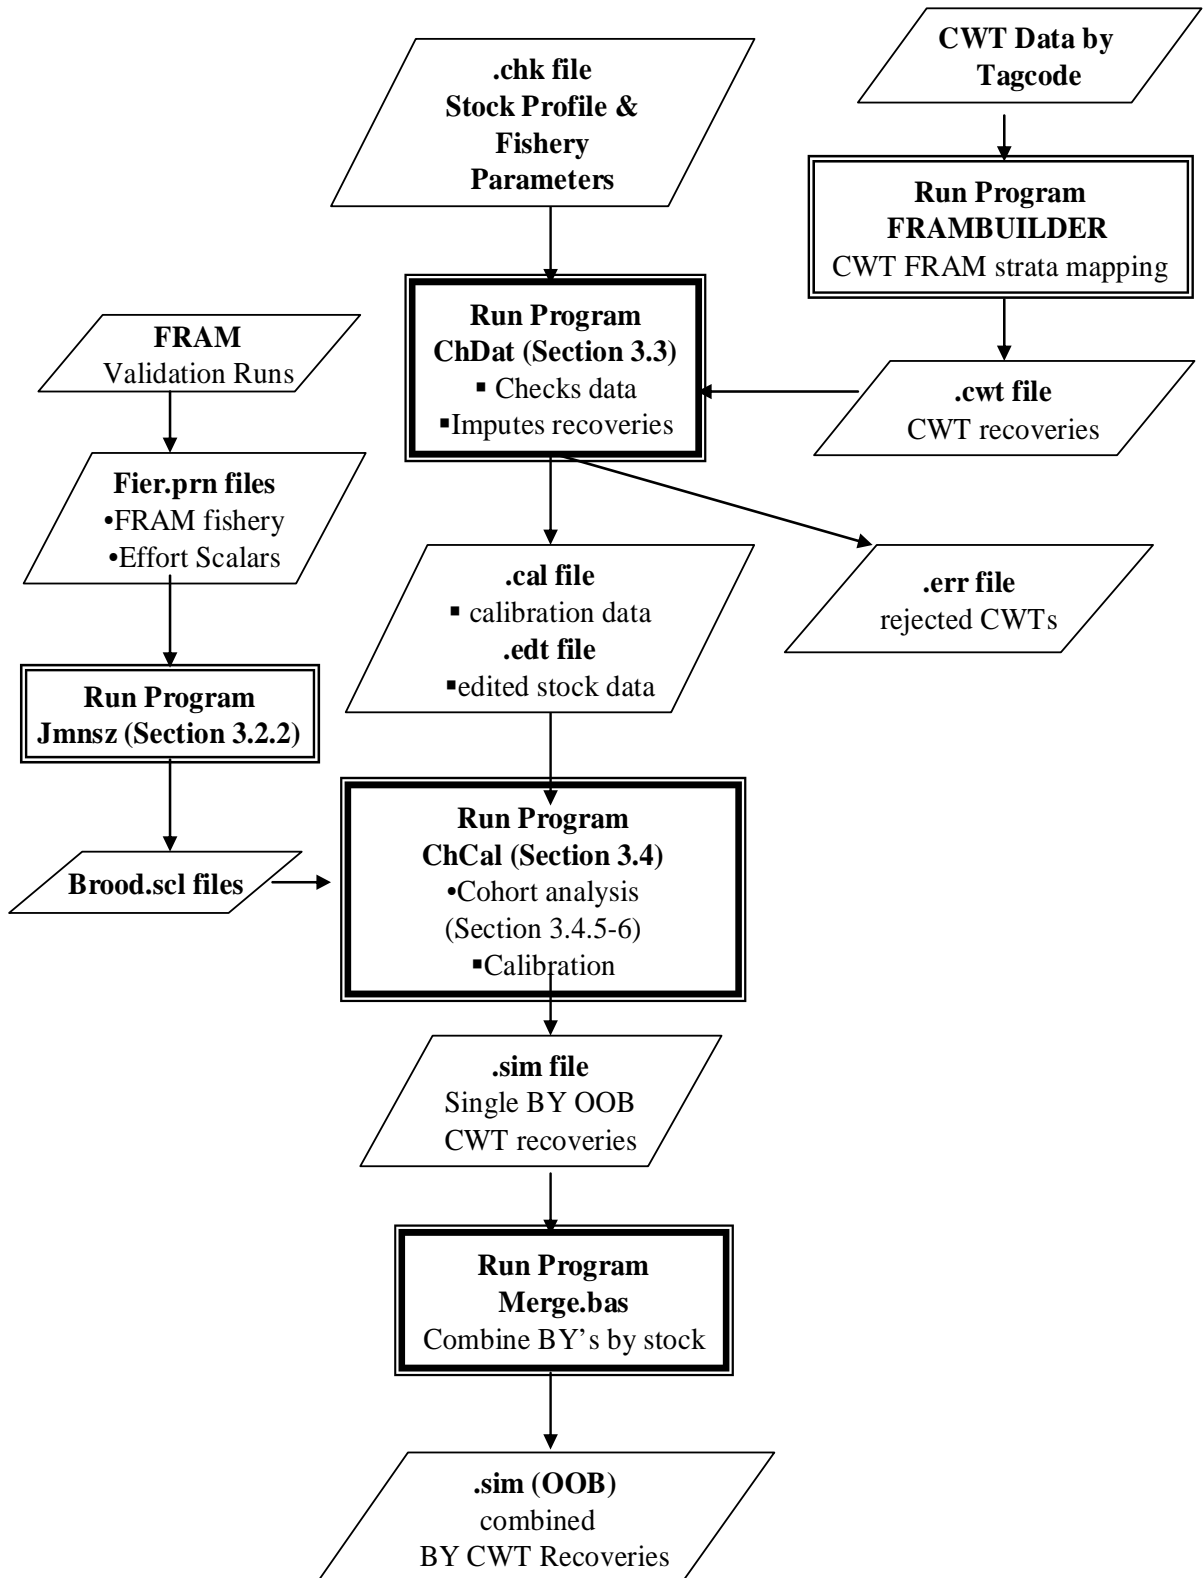 CWT Data by
Tagcode
.chk file
Stock Profile &
Fishery
Parameters
Run Program
FRAMBUILDER
CWT FRAM strata mapping
Run Program
ChDat (Section 3.3)
▪ Checks data
▪Imputes recoveries
FRAM
Validation Runs
.cwt file
CWT recoveries
Fier.prn files
•FRAM fishery
•Effort Scalars
.cal file
▪ calibration data
.edt file
▪edited stock data
.err file
rejected CWTs
Run Program
Jmnsz (Section 3.2.2)
Run Program
ChCal (Section 3.4)
•Cohort analysis
(Section 3.4.5-6)
▪Calibration
Brood.scl files
.sim file
Single BY OOB
CWT recoveries
Run Program
Merge.bas
Combine BY’s by stock
.sim (OOB)
combined
BY CWT Recoveries